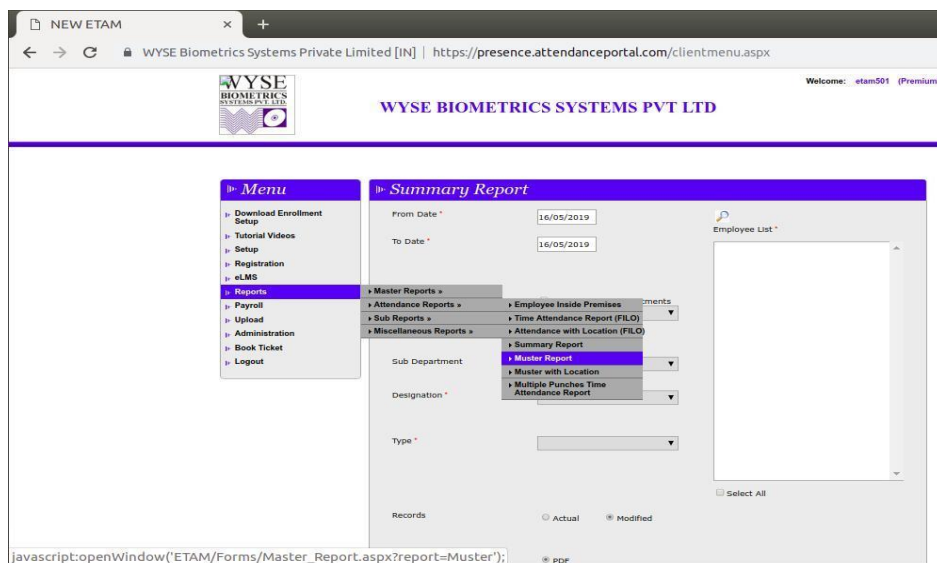 NEW ETAM
WYSE Biometrics Systems Private Limited [IN] | https://presence.attendanceportal.com/clientmenu.aspx
WYSE
BIOMETRICS
SYSTEMS PVT. LTD.
WYSE BIOMETRICS SYSTEMS PVT LTD
Welcome: etam501 (Premium
Menu
Download Enrollment
Setup
Tutorial Videos
Setup
Registration
eLMS
Reports
Payroll
Upload
Administration
Book Ticket
Logout
Master Reports »
Attendance Reports »
Sub Reports »
Miscellaneous Reports »
Employee Inside Premises
Time Attendance Report (FILO)
Attendance with Location (FILO)
Summary Report
Muster Report
Muster with Location
Multiple Punches Time
Attendance Report
Summary Report
From Date *
16/05/2019
To Date *
16/05/2019
Employee List *
Sub Department
Designation *
Type *
Select All
Records
Actual
Modified
PDF
javascript:openWindow('ETAM/Forms/Master_Report.aspx?report=Muster');